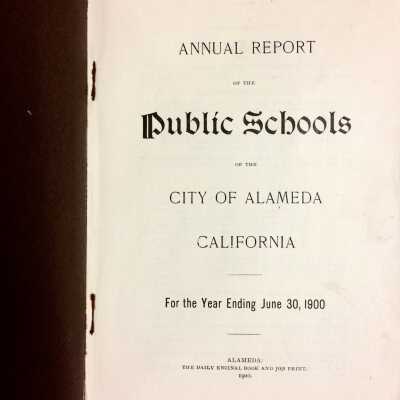 ANNUAL REPORT
OF THE
Public Schools
OF THE
CITY OF ALAMEDA
CALIFORNIA
For the Year Ending June 30, 1900
ALAMEDA:
THE DAILY ENCINAL BOOK AND JOB PRINT.
1900.